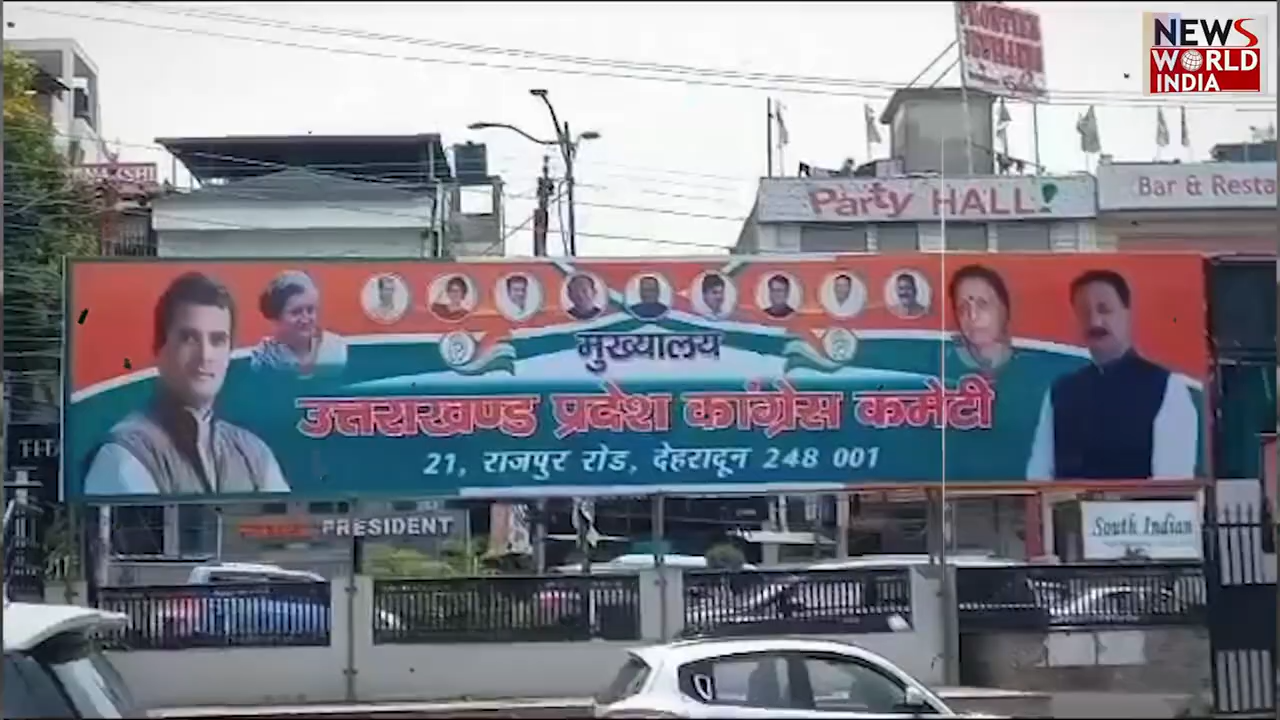 NEWS
WORLD
INDIA
Party HALL!
Bar & Resta
मुख्यालय
उत्तराखण्ड प्रदेश कांग्रेस कमेटी
21, राजपुर रोड, देहरादून 248 001
PRESIDENT
South Indian